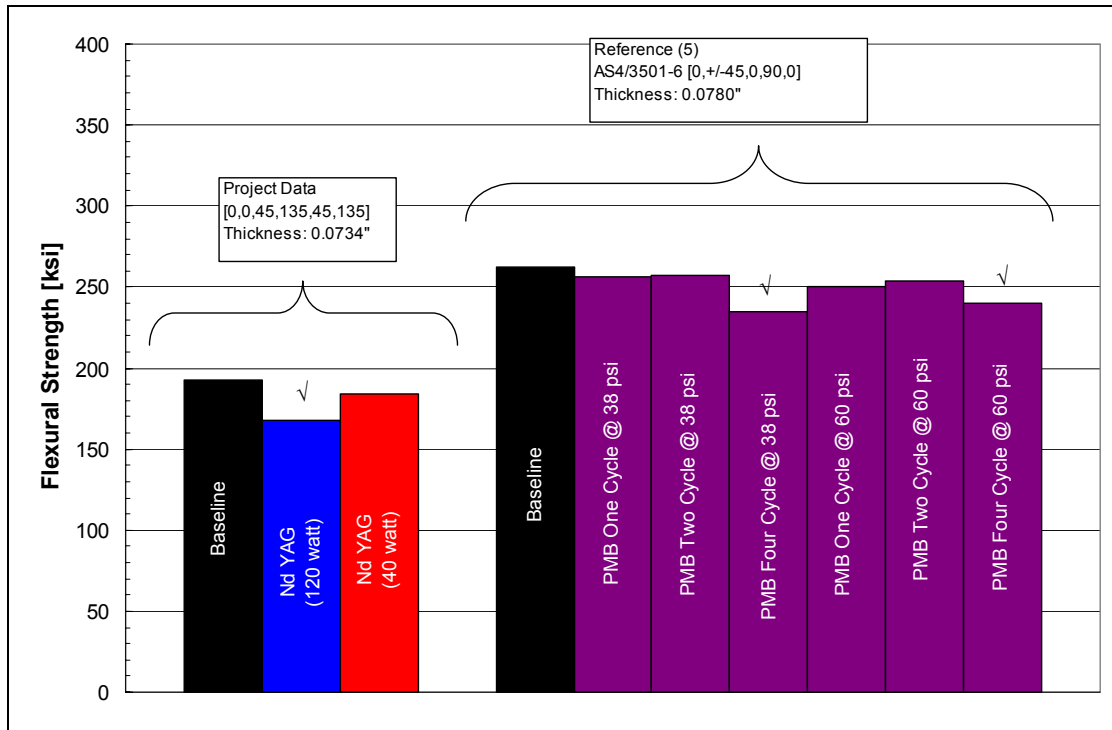 Flexural Strength [ksi]
400
350
300
250
200
150
100
50
0
Project Data
[0,0,45,135,45,135]
Thickness: 0.0734"
Reference (5)
AS4/3501-6 [0,+/-45,0,90,0]
Thickness: 0.0780"
Baseline
√
Nd YAG
(120 watt)
Nd YAG
(40 watt)
Baseline
PMB One Cycle @ 38 psi
PMB Two Cycle @ 38 psi
√
PMB Four Cycle @ 38 psi
PMB One Cycle @ 60 psi
PMB Two Cycle @ 60 psi
√
PMB Four Cycle @ 60 psi